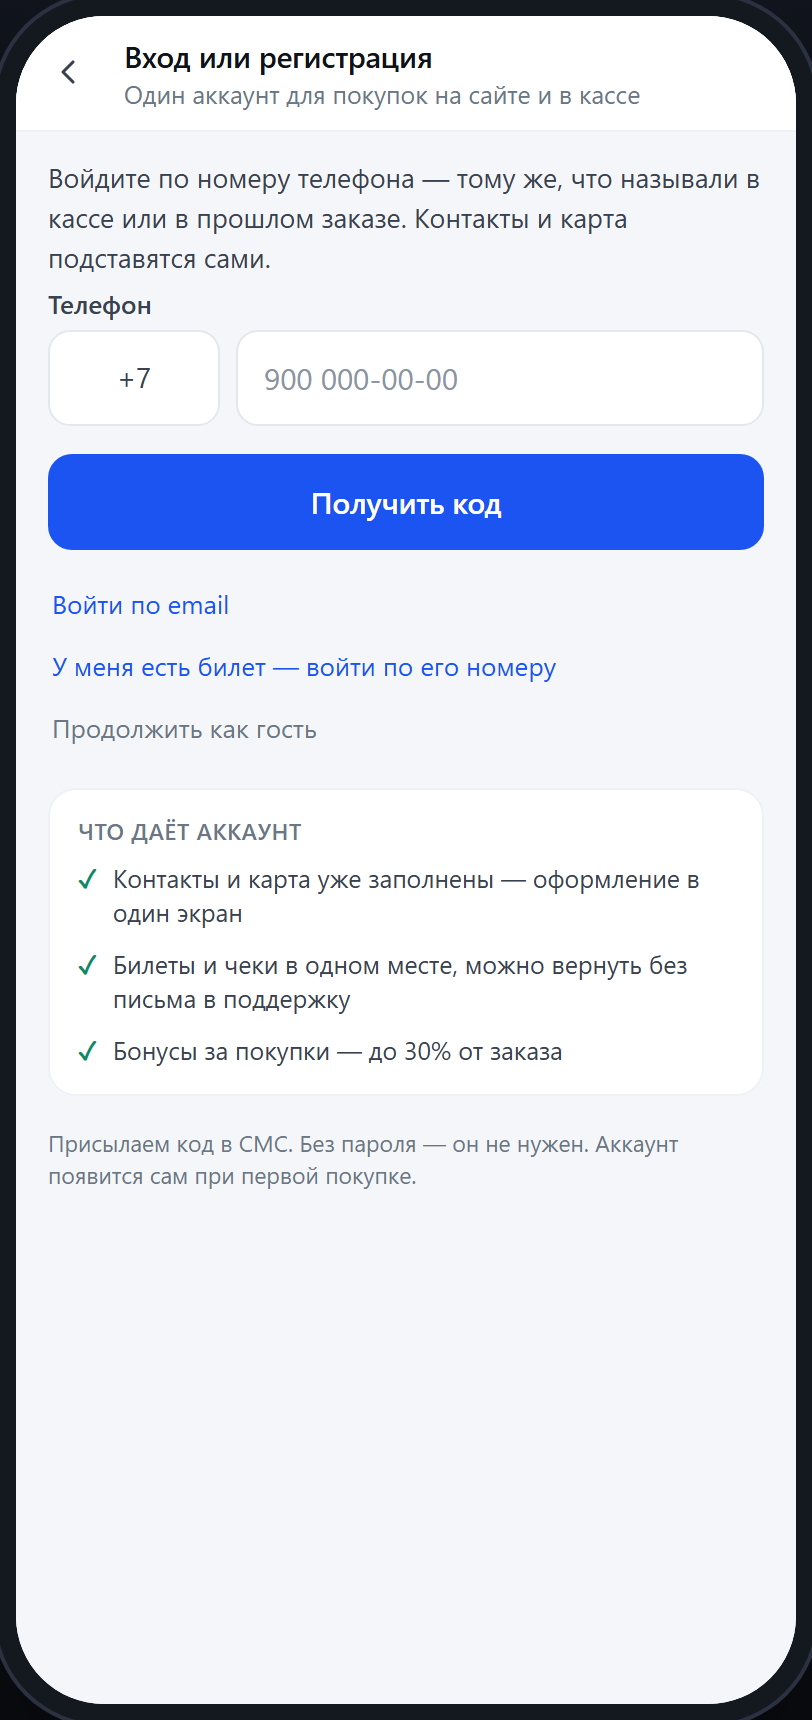 Вход или регистрация
Один аккаунт для покупок на сайте и в кассе
Войдите по номеру телефона — тому же, что называли в
кассе или в прошлом заказе. Контакты и карта
подставятся сами.
Телефон
+7
900 000-00-00
Получить код
Войти по email
У меня есть билет — войти по его номеру
Продолжить как гость
ЧТО ДАЁТ АККАУНТ
✓ Контакты и карта уже заполнены — оформление в
один экран
✓ Билеты и чеки в одном месте, можно вернуть без
письма в поддержку
✓ Бонусы за покупки — до 30% от заказа
Присылаем код в СМС. Без пароля — он не нужен. Аккаунт
появится сам при первой покупке.